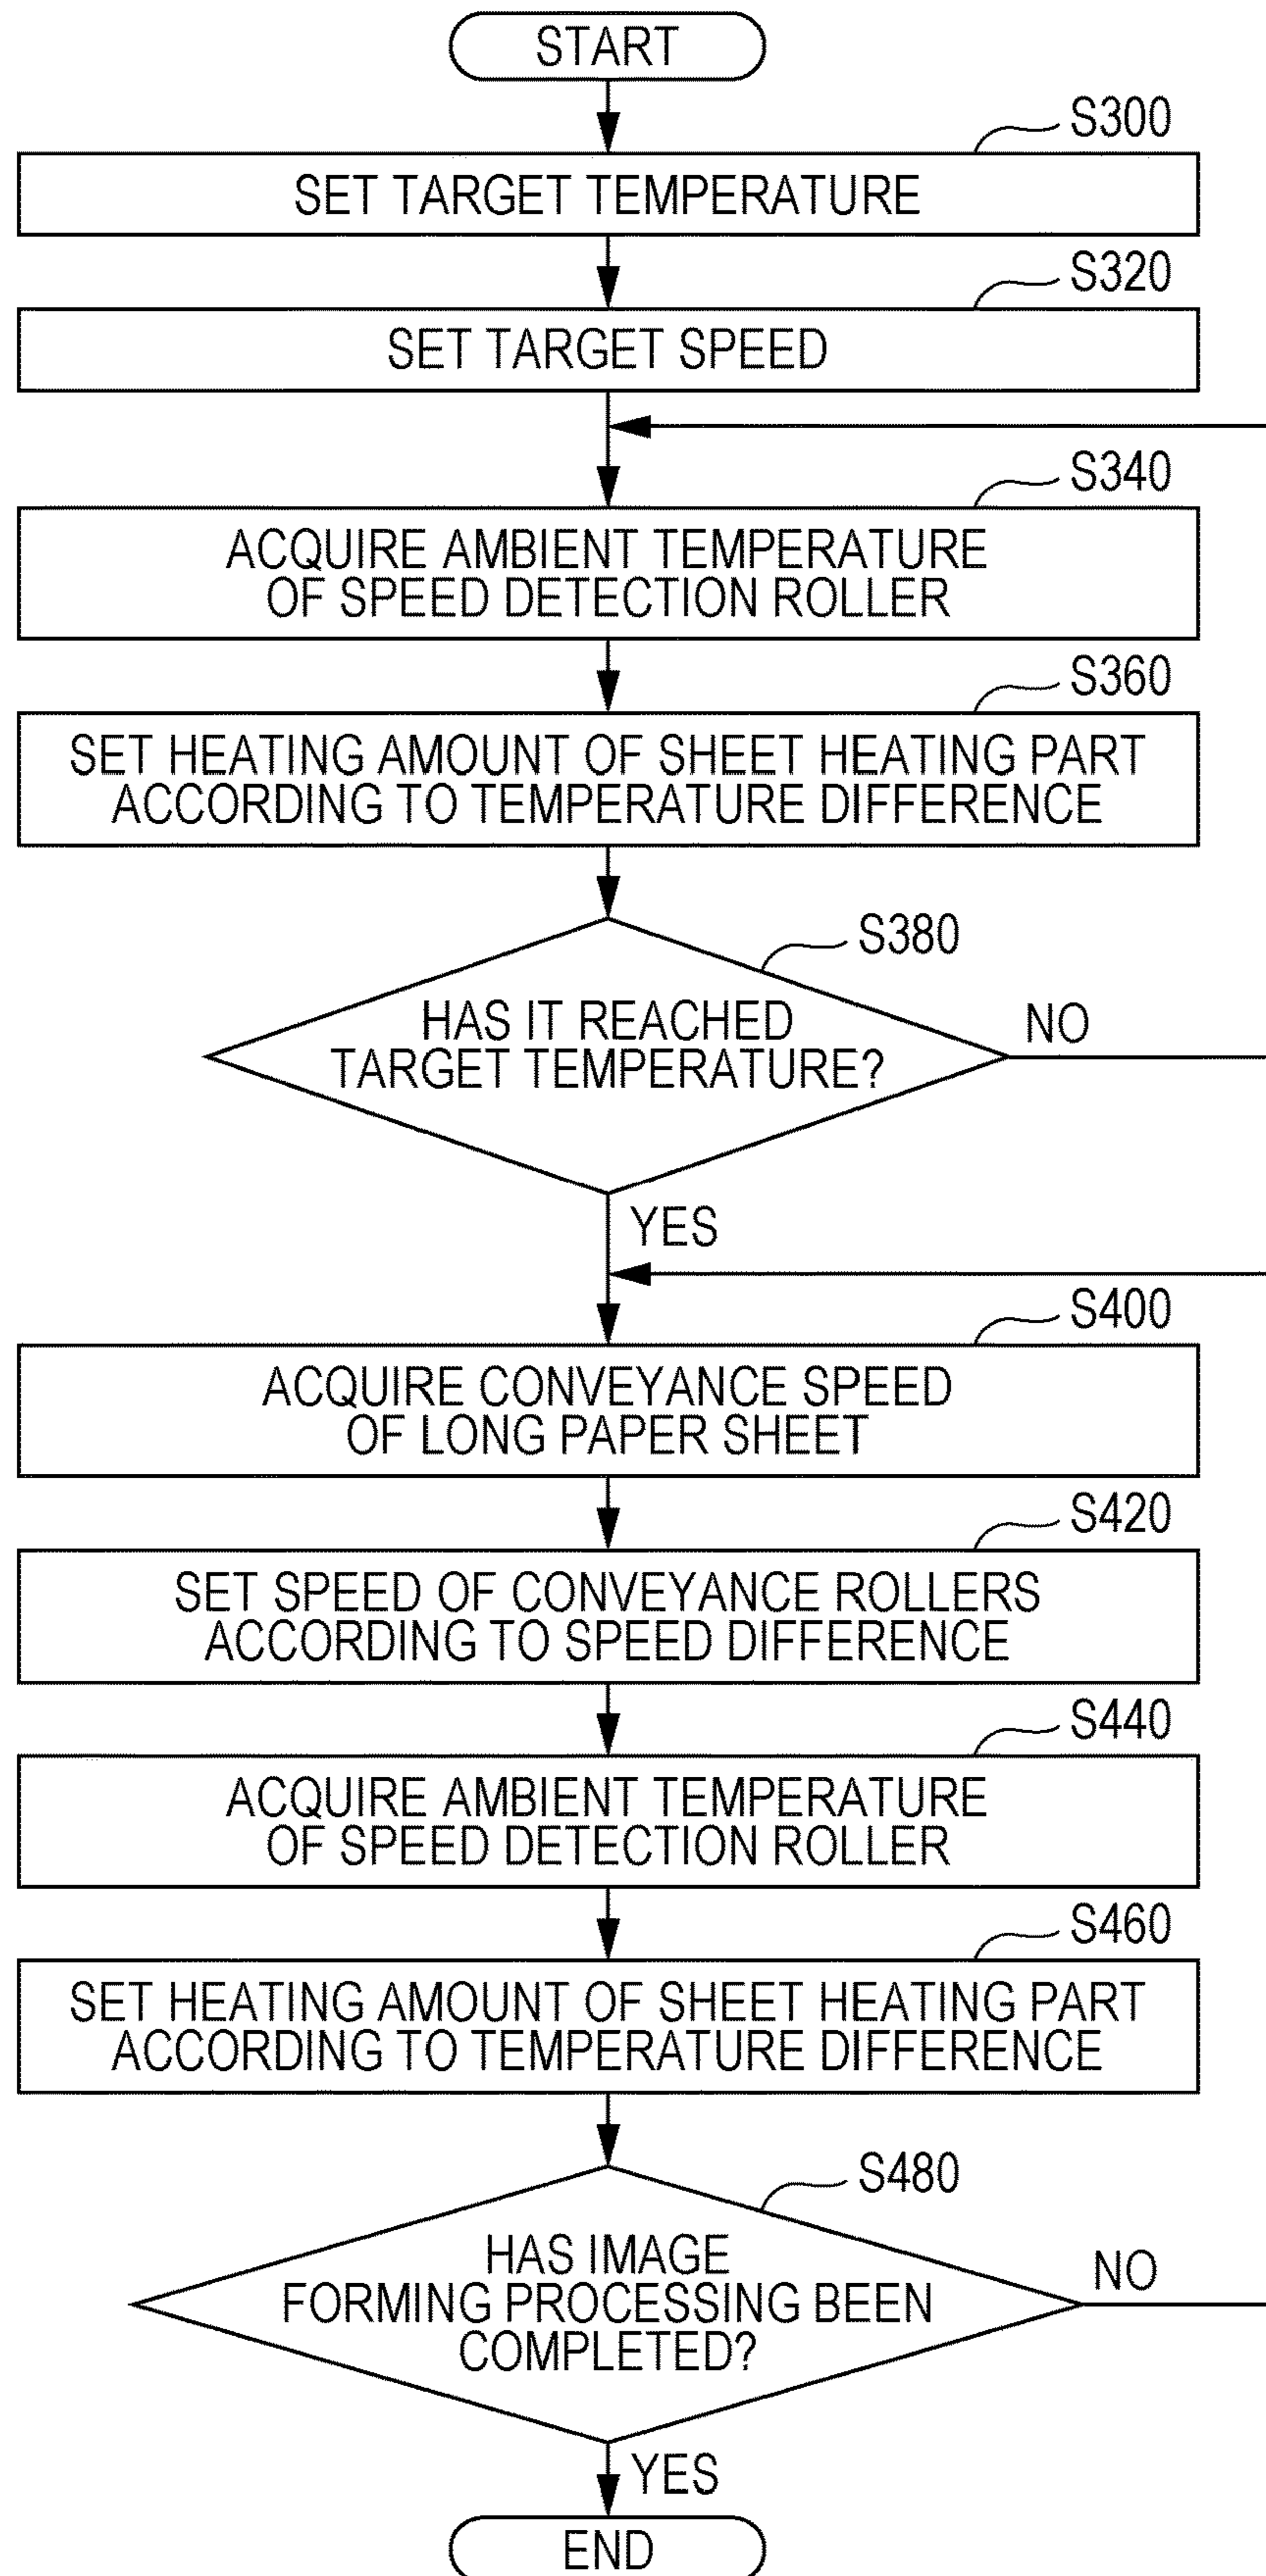 START
S300
SET TARGET TEMPERATURE
S320
SET TARGET SPEED
S340
ACQUIRE AMBIENT TEMPERATURE
OF SPEED DETECTION ROLLER
S360
SET HEATING AMOUNT OF SHEET HEATING PART
ACCORDING TO TEMPERATURE DIFFERENCE
S380
HAS IT REACHED
TARGET TEMPERATURE?
NO
YES
S400
ACQUIRE CONVEYANCE SPEED
OF LONG PAPER SHEET
S420
SET SPEED OF CONVEYANCE ROLLERS
ACCORDING TO SPEED DIFFERENCE
S440
ACQUIRE AMBIENT TEMPERATURE
OF SPEED DETECTION ROLLER
S460
SET HEATING AMOUNT OF SHEET HEATING PART
ACCORDING TO TEMPERATURE DIFFERENCE
S480
HAS IMAGE
FORMING PROCESSING BEEN
COMPLETED?
NO
YES
END